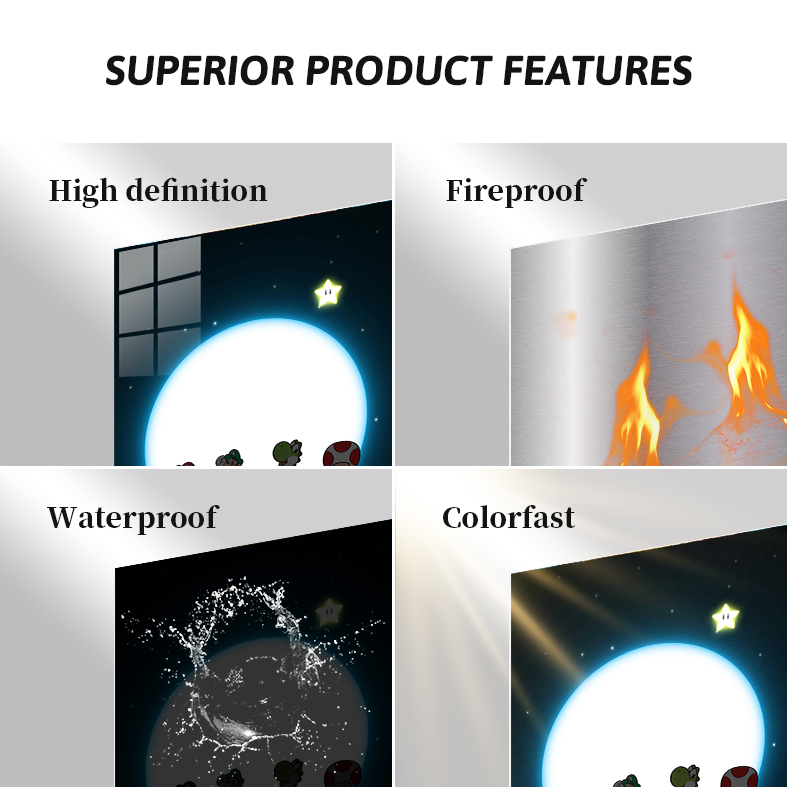 SUPERIOR PRODUCT FEATURES
High definition
Fireproof
Waterproof
Colorfast